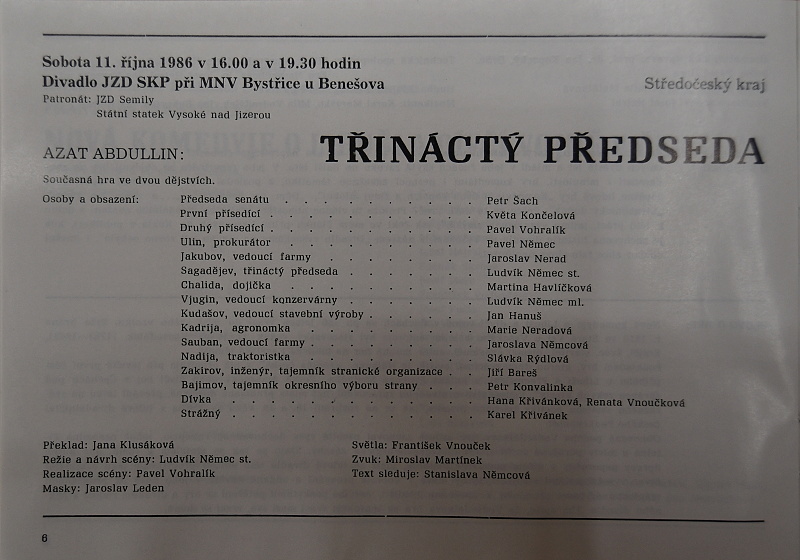 Sobota 11. října 1986 v 16.00 a v 19.30 hodin
Divadlo JZD SKP při MNV Bystřice u Benešova
Středočeský kraj
Patronát: JZD Semily
Státní statek Vysoké nad Jizerou
AZAT ABDULLIN: TŘINÁCTÝ PŘEDSEDA
Současná hra ve dvou dějstvích.
Osoby a obsazení: Předseda senátu . . . . . . . . . . Petr Šach
První přísedící . . . . . . . . . . . Květa Končelová
Druhý přísedící . . . . . . . . . . . Pavel Vohralík
Ulin, prokurátor . . . . . . . . . . Pavel Němec
Jakubov, vedoucí farmy . . . . . . . . Jaroslav Nerad
Sagadějev, třináctý předseda . . . . . . . Ludvík Němec st.
Chalida, dojička . . . . . . . . . . Martina Havlíčková
Vjugin, vedoucí konzervárny . . . . . . . Ludvík Němec ml.
Kudašov, vedoucí stavební výroby . . . . . . Jan Hanuš
Kadrija, agronomka . . . . . . . . . Marie Neradová
Sauban, vedoucí farmy . . . . . . . . . Jaroslava Němcová
Nadija, traktoristka . . . . . . . . . Slávka Rýdlová
Zakirov, inženýr, tajemník stranické organizace . . Jiří Bareš
Bajimov, tajemník okresního výboru strany . . . Petr Konvalinka
Dívka . . . . . . . . . . . . . Hana Křivánková, Renata Vnoučková
Strážný . . . . . . . . . . . . . Karel Křivánek
Překlad: Jana Klusáková
Režie a návrh scény: Ludvík Němec st.
Realizace scény: Pavel Vohralík
Masky: Jaroslav Leden
Světla: František Vnouček
Zvuk: Miroslav Martínek
Text sleduje: Stanislava Němcová
6